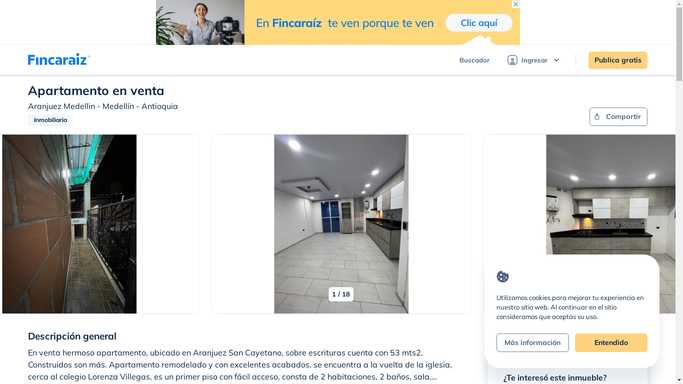 En Fincaraíz te ven porque te ven
Clic aquí
Fincaraiz
Buscador
Ingresar
Publica gratis
Apartamento en venta
Aranjuez Medellin - Medellín - Antioquia
Inmobiliaria
Compartir
1 / 18
Utilizamos cookies para mejorar tu experiencia en
nuestro sitio web. Al continuar en el sitio
consideramos que aceptas su uso.
Más información
Entendido
Descripción general
En venta hermoso apartamento, ubicado en Aranjuez San Cayetano, sobre escrituras cuenta con 53 mts2,
Construidos son más. Apartamento remodelado y con excelentes acabados, se encuentra a la vuelta de la iglesia,
cerca al colegio Lorenza Villegas, es un primer piso con fácil acceso, consta de 2 habitaciones, 2 baños, sala,...
¿Te interesó este inmueble?